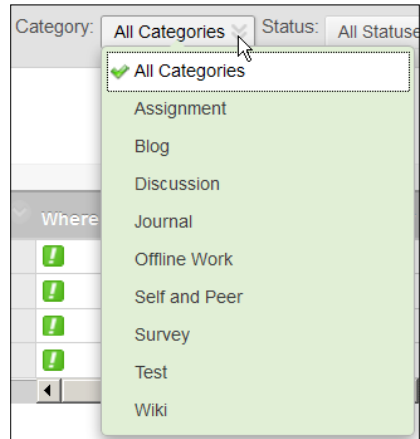 Category: All Categories Status: All Statuse
All Categories
Assignment
Blog
Discussion
Where
Journal
Offline Work
Self and Peer
Survey
Test
Wiki